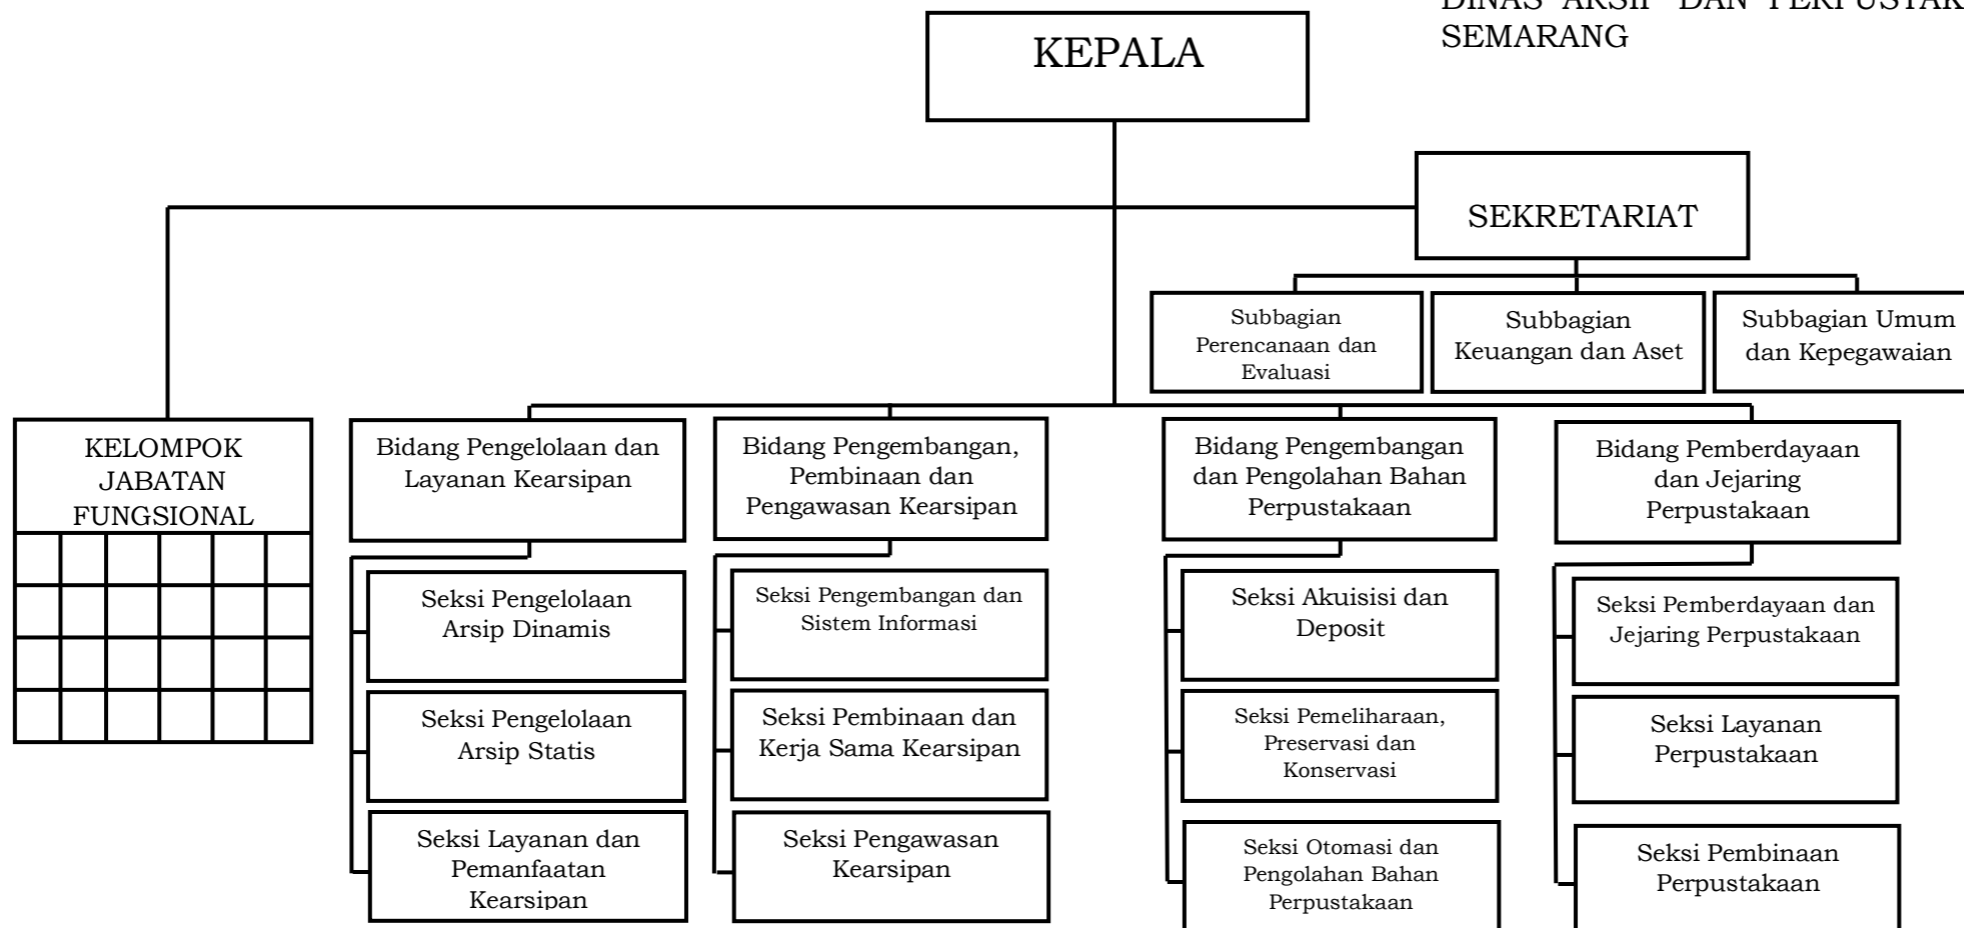 DINAS ARSIP DAN PERPUSTAK
SEMARANG
KEPALA
SEKRETARIAT
Subbagian
Perencanaan dan
Evaluasi
Subbagian
Keuangan dan Aset
Subbagian Umum
dan Kepegawaian
KELOMPOK
JABATAN
FUNGSIONAL
Bidang Pengelolaan dan
Layanan Kearsipan
Bidang Pengembangan,
Pembinaan dan
Pengawasan Kearsipan
Bidang Pengembangan
dan Pengolahan Bahan
Perpustakaan
Bidang Pemberdayaan
dan Jejaring
Perpustakaan
Seksi Pengelolaan
Arsip Dinamis
Seksi Pengembangan dan
Sistem Informasi
Seksi Akuisisi dan
Deposit
Seksi Pemberdayaan dan
Jejaring Perpustakaan
Seksi Pengelolaan
Arsip Statis
Seksi Pembinaan dan
Kerja Sama Kearsipan
Seksi Pemeliharaan,
Preservasi dan
Konservasi
Seksi Layanan
Perpustakaan
Seksi Layanan dan
Pemanfaatan
Kearsipan
Seksi Pengawasan
Kearsipan
Seksi Otomasi dan
Pengolahan Bahan
Perpustakaan
Seksi Pembinaan
Perpustakaan